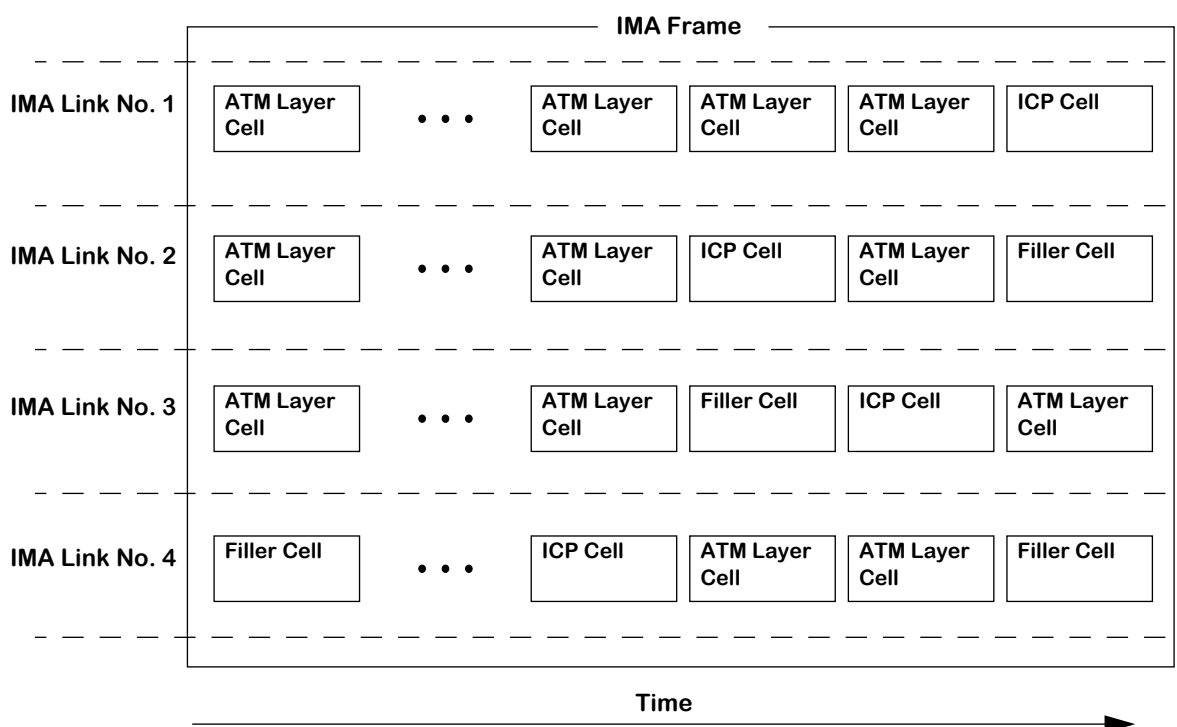 IMA Frame
IMA Link No. 1
ATM Layer
Cell
• • •
ATM Layer
Cell
ATM Layer
Cell
ATM Layer
Cell
ICP Cell
IMA Link No. 2
ATM Layer
Cell
• • •
ATM Layer
Cell
ICP Cell
ATM Layer
Cell
Filler Cell
IMA Link No. 3
ATM Layer
Cell
• • •
ATM Layer
Cell
Filler Cell
ICP Cell
ATM Layer
Cell
IMA Link No. 4
Filler Cell
• • •
ICP Cell
ATM Layer
Cell
ATM Layer
Cell
Filler Cell
Time